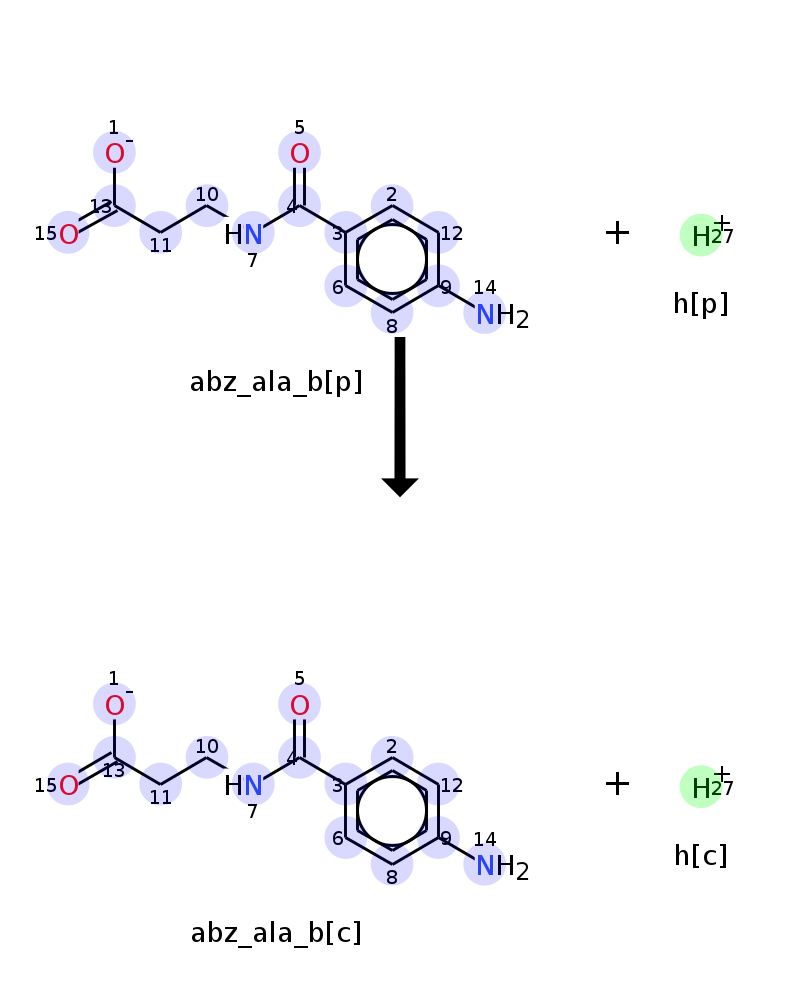 1 5
O- O
13 10 4 2
15 O 11 HN 7 3 12 + H+ 27
6 9 14
8 NH2
h[p]
abz_ala_b[p]
1 5
O- O
13 10 4 2
15 O 11 HN 7 3 12 + H+ 27
6 9 14
8 NH2
h[c]
abz_ala_b[c]